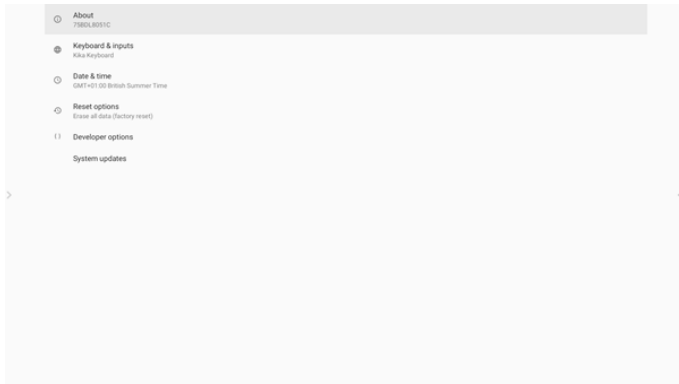 About
75BDL8051C
Keyboard & inputs
Kika Keyboard
Date & time
GMT+01:00 British Summer Time
Reset options
Erase all data (factory reset)
Developer options
System updates